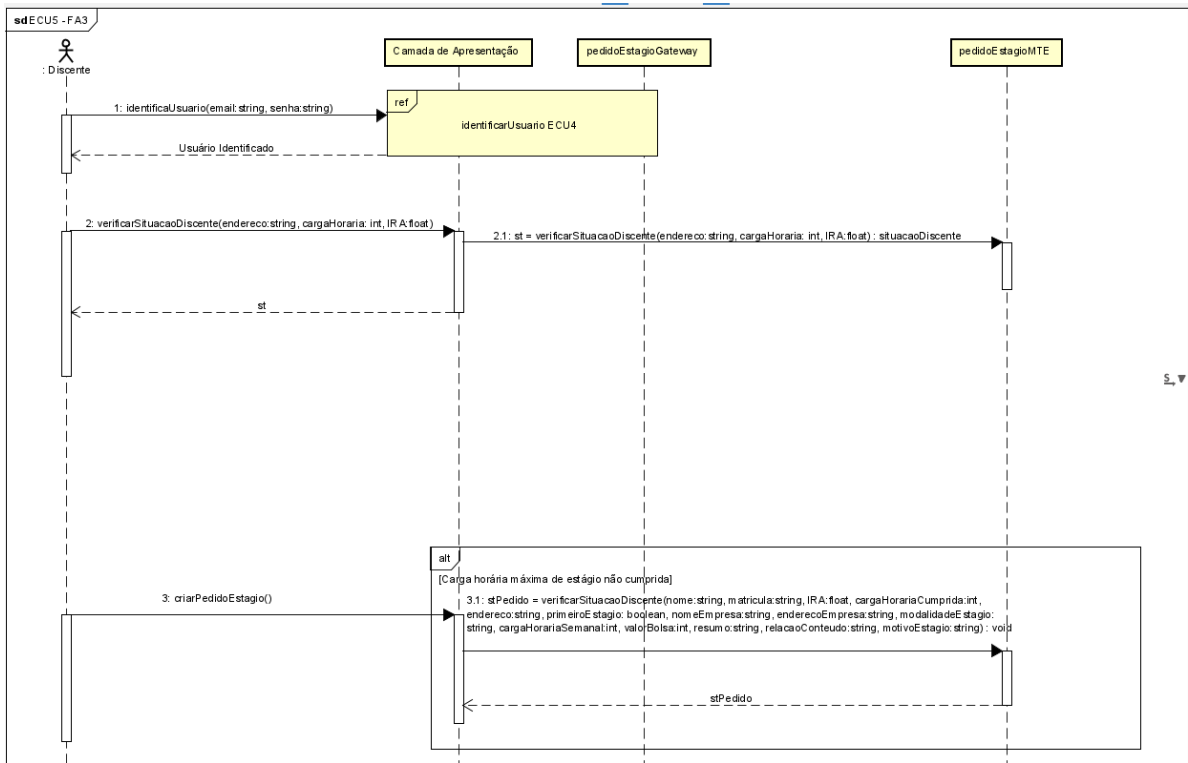 sd ECU5 - FA3
: Discente
Camada de Apresentação
pedidoEstagioGateway
pedidoEstagioMTE
ref
1: identificaUsuario(email:string, senha:string)
identificarUsuario ECU4
Usuário Identificado
2: verificarSituacaoDiscente(endereco:string, cargaHoraria: int, IRA:float)
2.1: st = verificarSituacaoDiscente(endereco:string, cargaHoraria: int, IRA:float) : situacaoDiscente
st
S
alt
[Carga horária máxima de estágio não cumprida]
3: criarPedidoEstagio()
3.1: stPedido = verificarSituacaoDiscente(nome:string, matricula:string, IRA:float, cargaHorariaCumprida:int,
endereco:string, primeiroEstagio: boolean, nomeEmpresa:string, enderecoEmpresa:string, modalidadeEstagio:
string, cargaHorariaSemanal:int, valorBolsa:int, resumo:string, relacaoConteudo:string, motivoEstagio:string) : void
stPedido